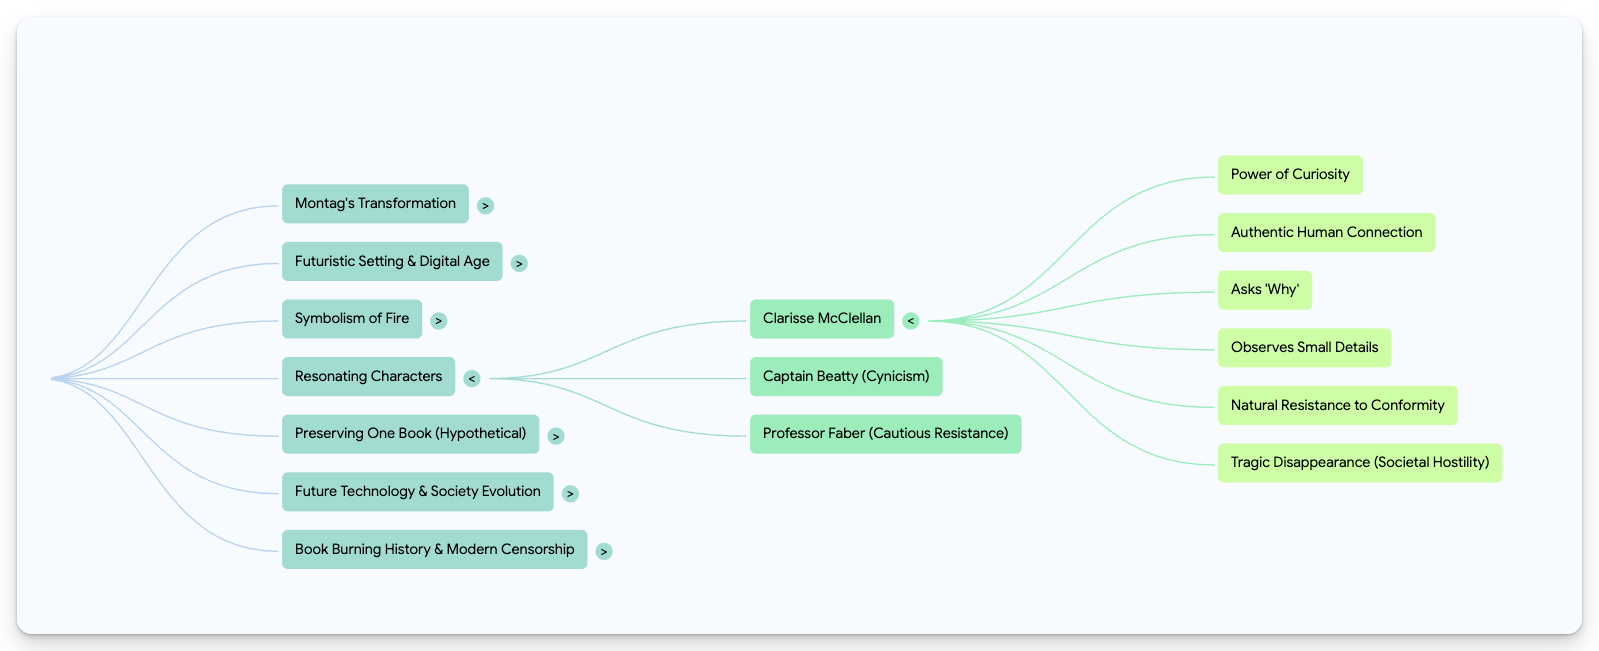 Montag's Transformation >
Futuristic Setting & Digital Age >
Symbolism of Fire >
Resonating Characters <
Preserving One Book (Hypothetical) >
Future Technology & Society Evolution >
Book Burning History & Modern Censorship >
Clarisse McClellan <
Captain Beatty (Cynicism)
Professor Faber (Cautious Resistance)
Power of Curiosity
Authentic Human Connection
Asks 'Why'
Observes Small Details
Natural Resistance to Conformity
Tragic Disappearance (Societal Hostility)